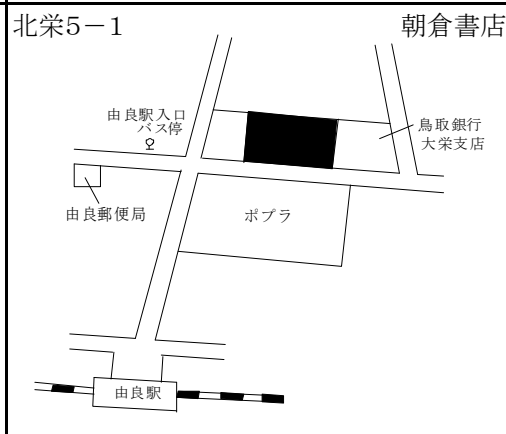 北栄5－1
朝倉書店
由良駅入口
バス停
鳥取銀行
大栄支店
由良郵便局
ポプラ
由良駅